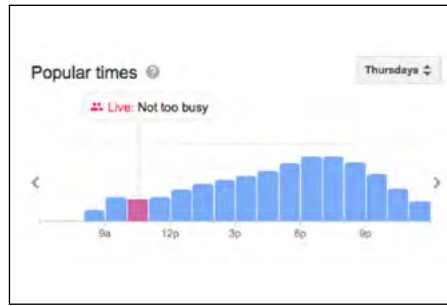 Popular times ?
Thursdays
Live: Not too busy
9a 12p 3p 6p 9p